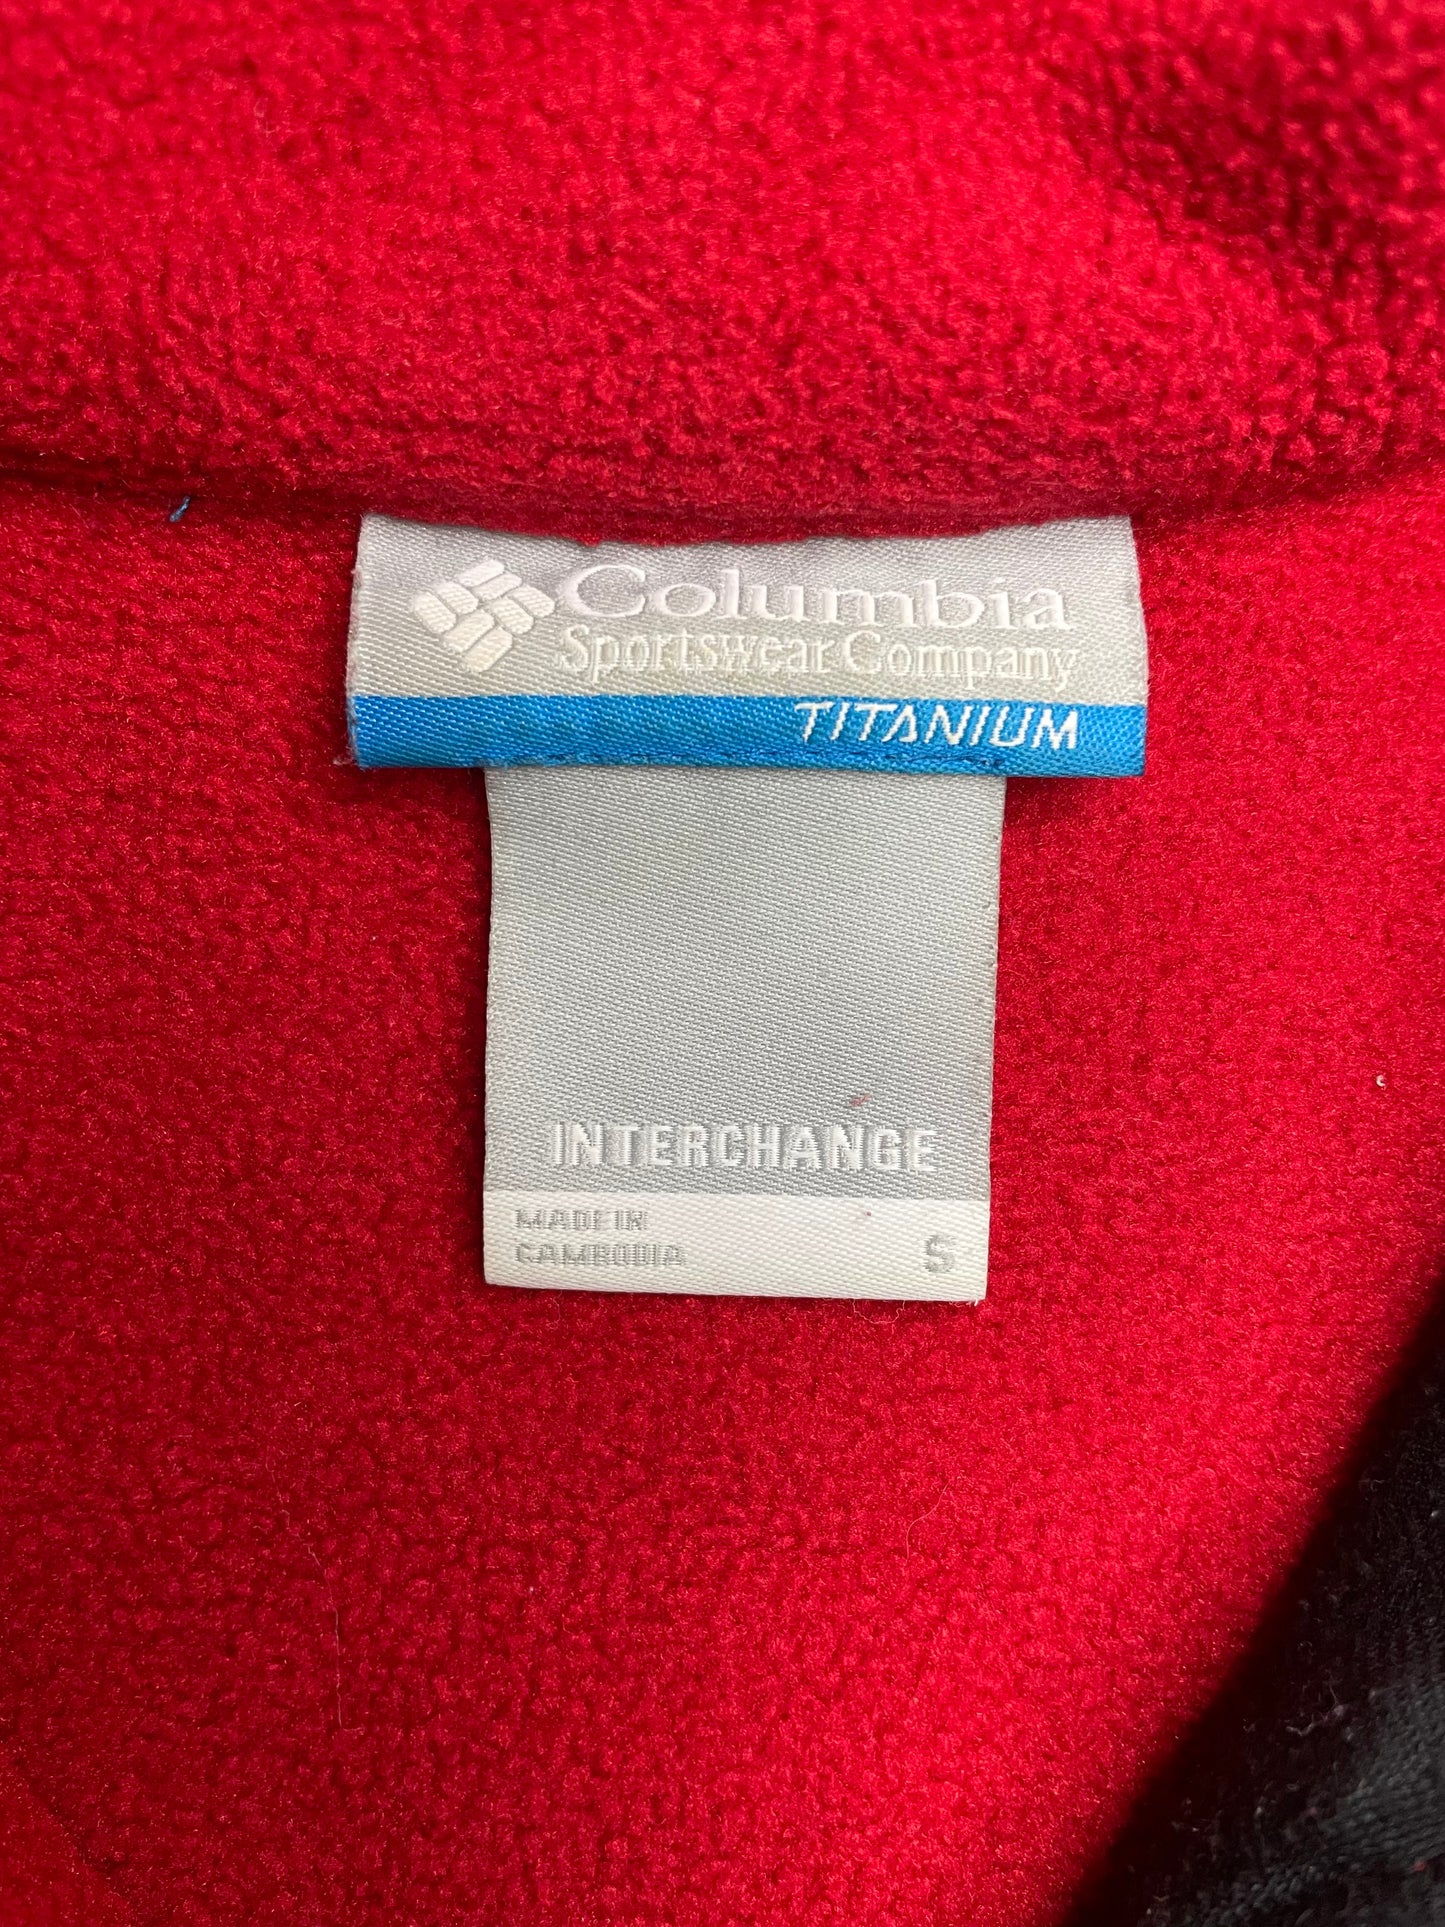 Columbia
Sportswear Company
TITANIUM
INTERCHANGE
MADE IN
CAMBODIA
S